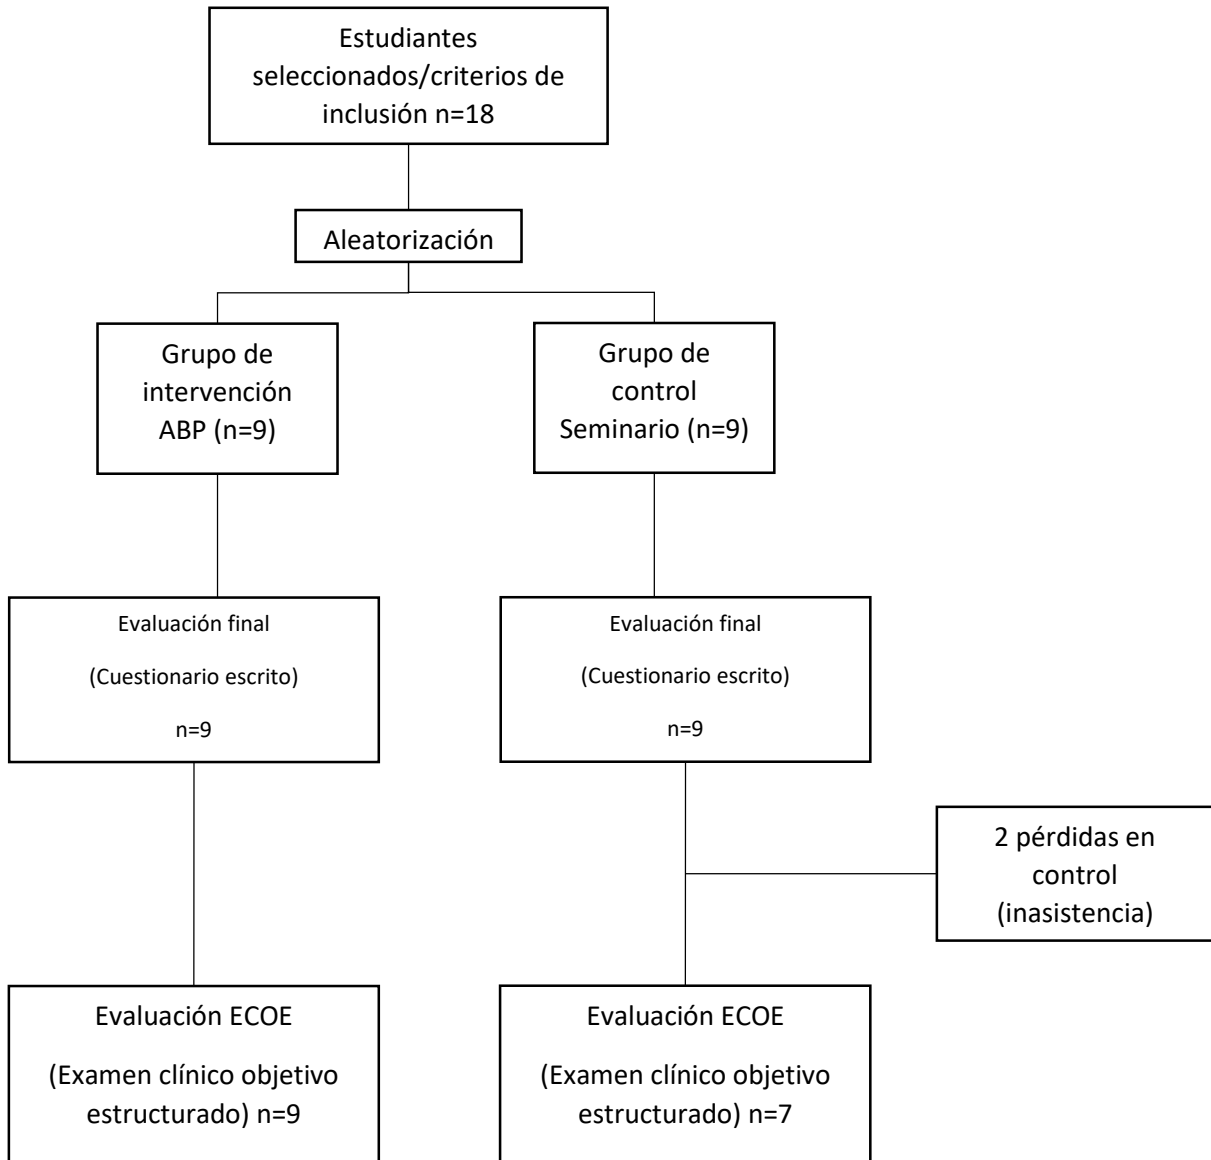 Estudiantes
seleccionados/criterios de
inclusión n=18
Aleatorización
Grupo de
intervención
ABP (n=9)
Grupo de
control
Seminario (n=9)
Evaluación final
(Cuestionario escrito)
n=9
Evaluación final
(Cuestionario escrito)
n=9
2 pérdidas en
control
(inasistencia)
Evaluación ECOE
(Examen clínico objetivo
estructurado) n=9
Evaluación ECOE
(Examen clínico objetivo
estructurado) n=7